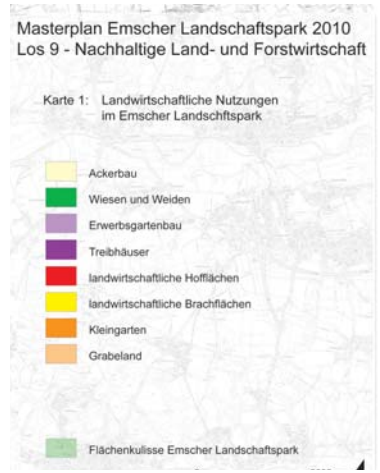 Masterplan Emscher Landschaftspark 2010
Los 9 - Nachhaltige Land- und Forstwirtschaft
Karte 1: Landwirtschaftliche Nutzungen
im Emscher Landschftspark
Ackerbau
Wiesen und Weiden
Erwerbsgartenbau
Treibhäuser
landwirtschaftliche Hofflächen
landwirtschaftliche Brachflächen
Kleingarten
Grabeland
Flächenkulisse Emscher Landschaftspark